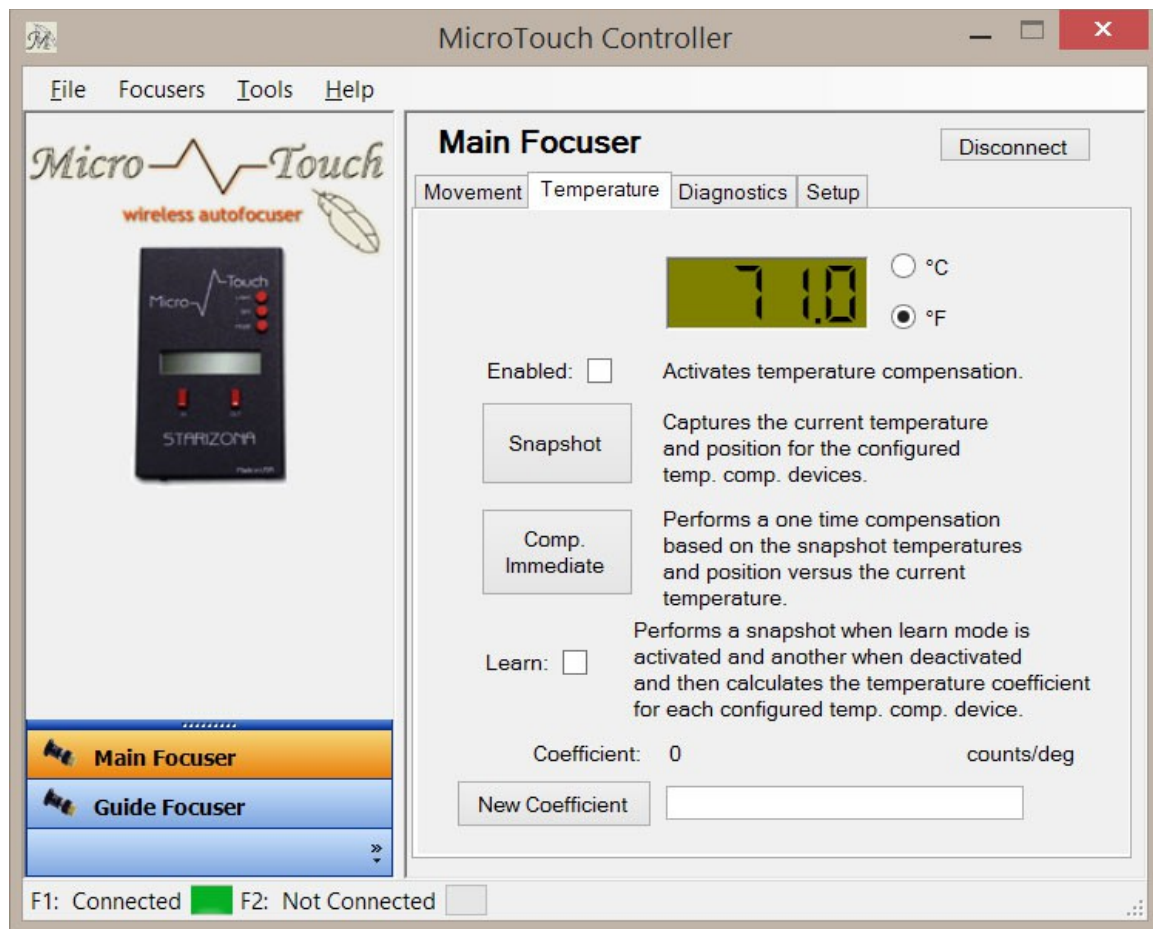 MicroTouch Controller
File Focusers Tools Help
Micro Touch
wireless autofocuser
Touch
Micro
STARIZONA
Main Focuser
Guide Focuser
Main Focuser
Disconnect
Movement Temperature Diagnostics Setup
71.0
°C
°F
Enabled:
Activates temperature compensation.
Snapshot
Captures the current temperature
and position for the configured
temp. comp. devices.
Comp.
Immediate
Performs a one time compensation
based on the snapshot temperatures
and position versus the current
temperature.
Learn:
Performs a snapshot when learn mode is
activated and another when deactivated
and then calculates the temperature coefficient
for each configured temp. comp. device.
Coefficient: 0 counts/deg
New Coefficient
F1: Connected F2: Not Connected